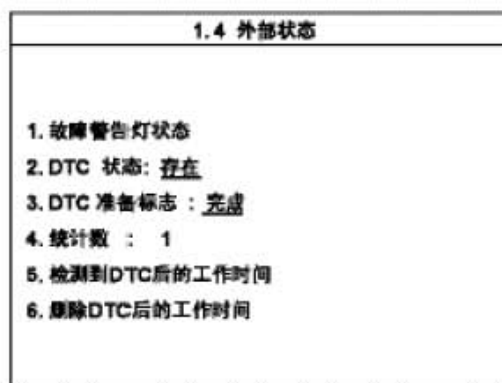 1.4 外部状态
1. 故障警告灯状态
2. DTC 状态: 存在
3. DTC 准备标志 : 完成
4. 统计数 : 1
5. 检测到DTC后的工作时间
6. 删除DTC后的工作时间